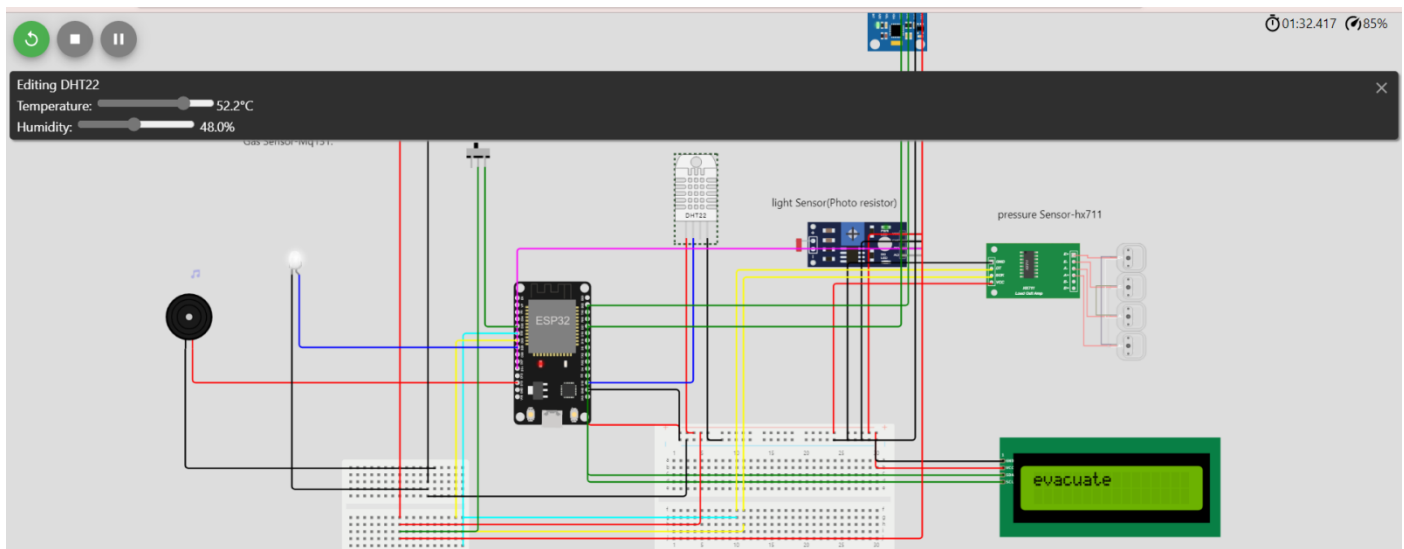 01:32.417 85%
Editing DHT22
Temperature: 52.2°C
Humidity: 48.0%
Gas Sensor-Mq131.
DHT22
light Sensor(Photo resistor)
pressure Sensor-hx711
ESP32
evacuate